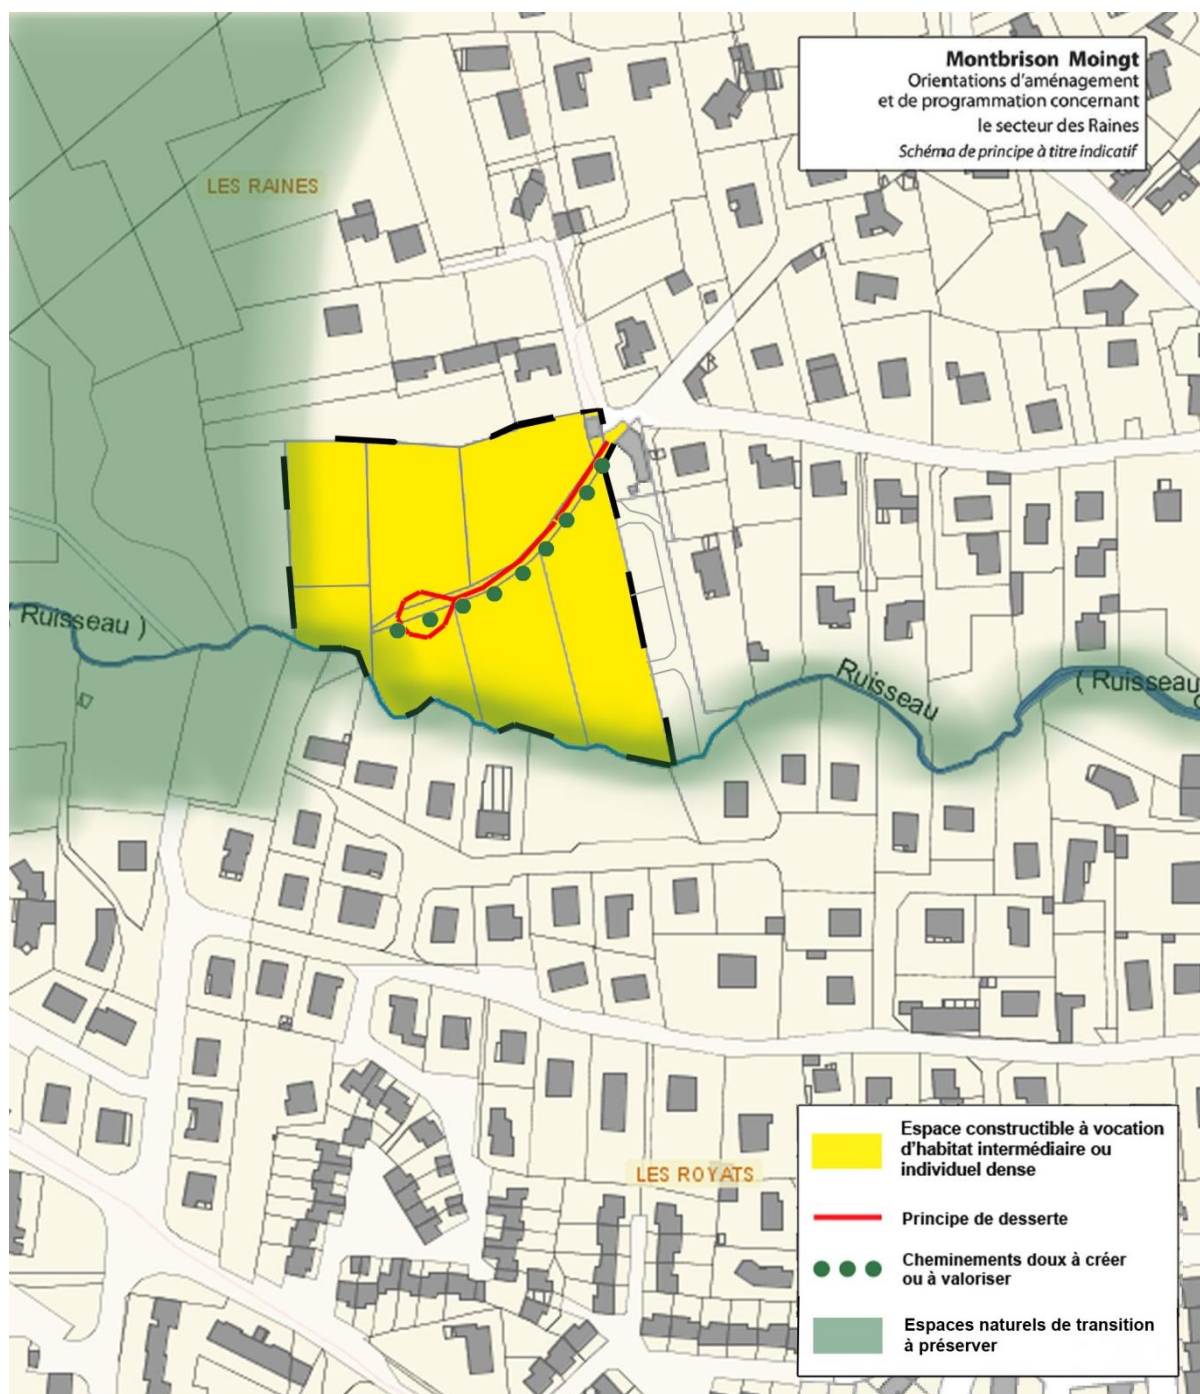 Montbrison Moingt
Orientations d'aménagement
et de programmation concernant
le secteur des Raines
Schéma de principe à titre indicatif
LES RAINES
Ruisseau )
Ruisseau
( Ruisseau
LES ROYATS
Espace constructible à vocation
d'habitat intermédiaire ou
individuel dense
Principe de desserte
Cheminements doux à créer
ou à valoriser
Espaces naturels de transition
à préserver